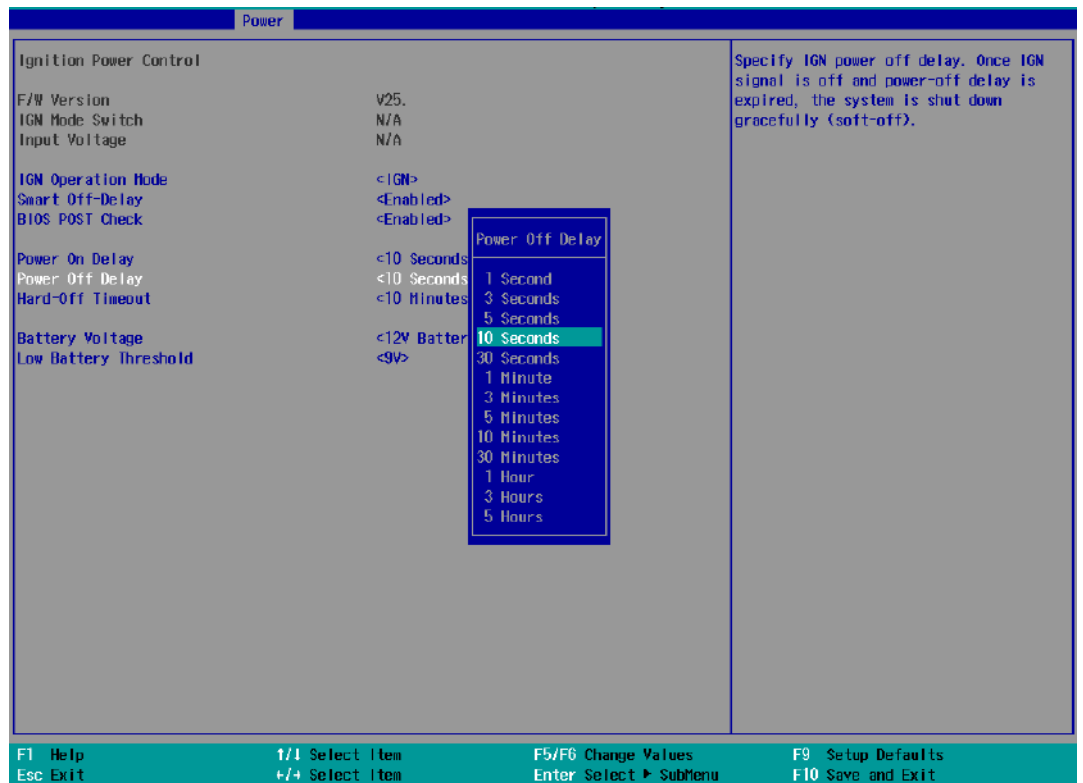 Power
Ignition Power Control
F/W Version V25.
IGN Mode Switch N/A
Input Voltage N/A
IGN Operation Mode <IGN>
Smart Off-Delay <Enabled>
BIOS POST Check <Enabled>
Power On Delay <10 Seconds
Power Off Delay <10 Seconds
Hard-Off Timeout <10 Minutes
Battery Voltage <12V Batter
Low Battery Threshold <9V>
Power Off Delay
1 Second
3 Seconds
5 Seconds
10 Seconds
30 Seconds
1 Minute
3 Minutes
5 Minutes
10 Minutes
30 Minutes
1 Hour
3 Hours
5 Hours
Specify IGN power off delay. Once IGN
signal is off and power-off delay is
expired, the system is shut down
gracefully (soft-off).
F1 Help ↑/↓ Select Item F5/F6 Change Values F9 Setup Defaults
Esc Exit ←/→ Select Item Enter Select ► SubMenu F10 Save and Exit